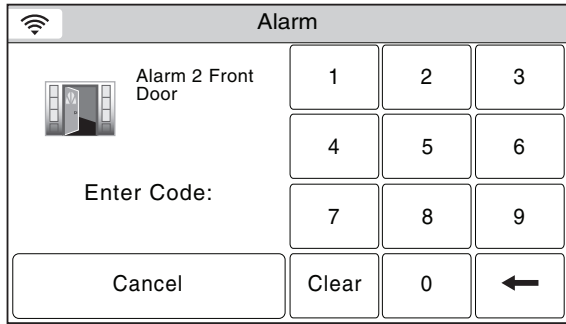 Alarm
Alarm 2 Front
Door
1 2 3
4 5 6
Enter Code:
7 8 9
Cancel Clear 0